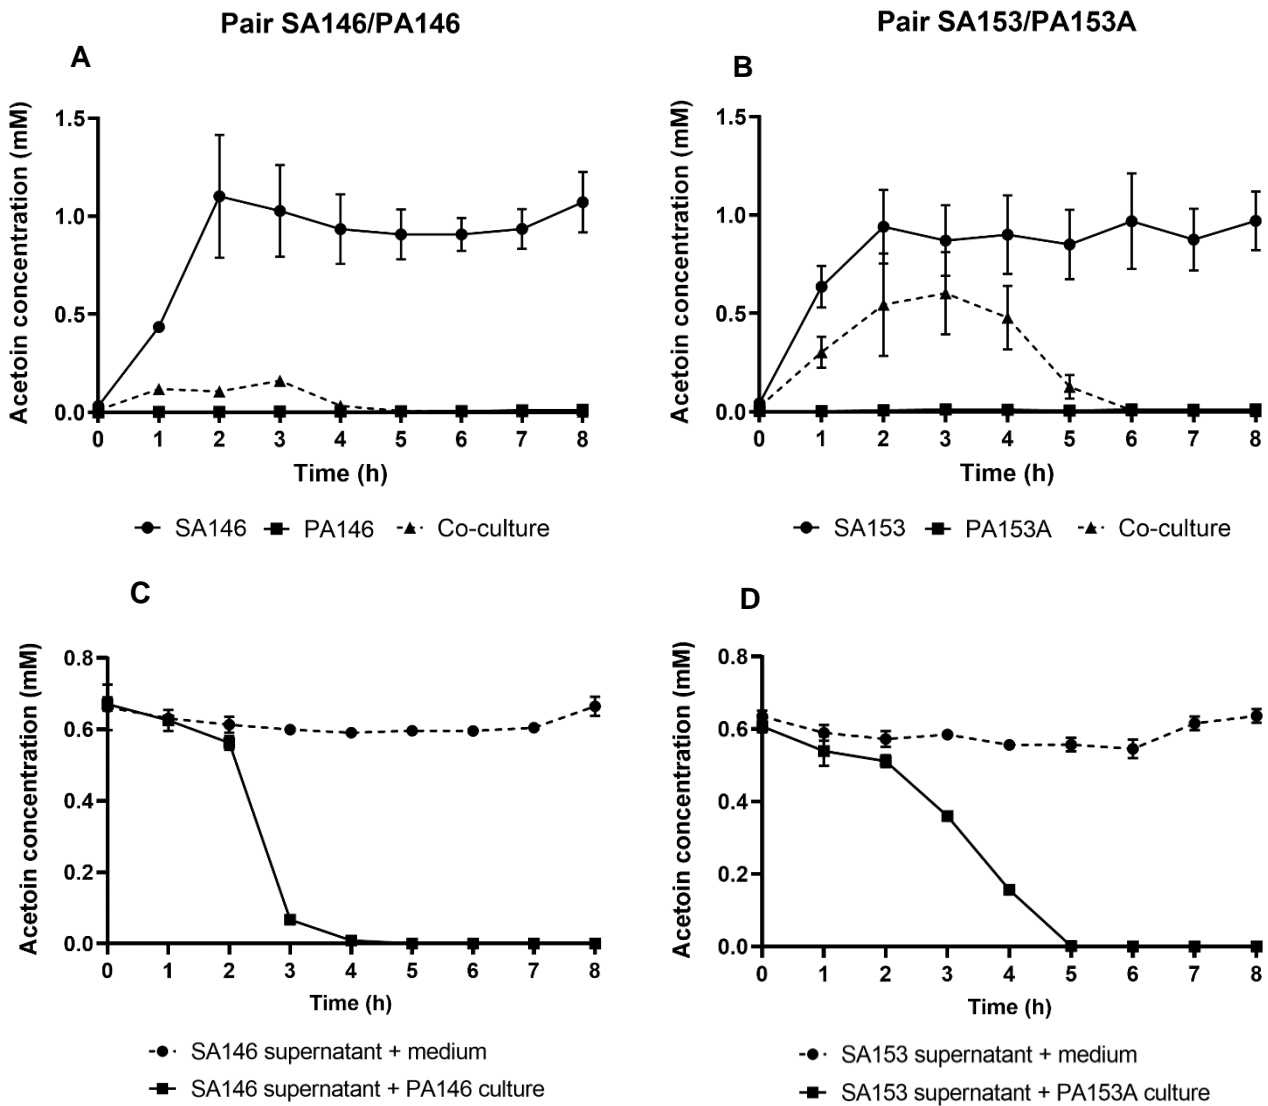 Pair SA146/PA146
Pair SA153/PA153A
A
B
Acetoin concentration (mM)
1.5
1.0
0.5
0.0
0 1 2 3 4 5 6 7 8
Time (h)
SA146 PA146 Co-culture
Acetoin concentration (mM)
1.5
1.0
0.5
0.0
0 1 2 3 4 5 6 7 8
Time (h)
SA153 PA153A Co-culture
C
D
Acetoin concentration (mM)
0.8
0.6
0.4
0.2
0.0
0 1 2 3 4 5 6 7 8
Time (h)
SA146 supernatant + medium
SA146 supernatant + PA146 culture
Acetoin concentration (mM)
0.8
0.6
0.4
0.2
0.0
0 1 2 3 4 5 6 7 8
Time (h)
SA153 supernatant + medium
SA153 supernatant + PA153A culture